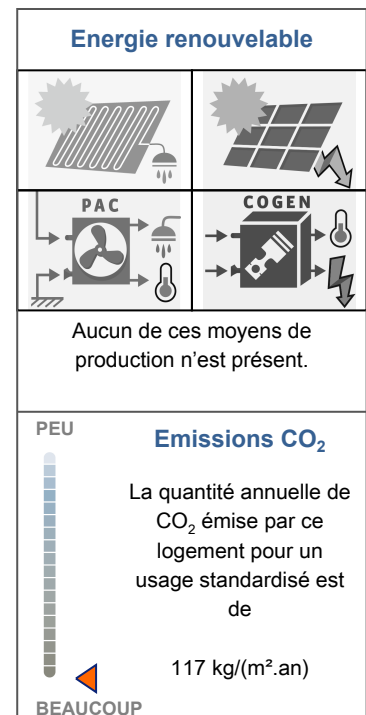 Energie renouvelable
PAC
COGEN
Aucun de ces moyens de
production n'est présent.
PEU
Emissions CO₂
La quantité annuelle de
CO₂ émise par ce
logement pour un
usage standardisé est
de
117 kg/(m².an)
BEAUCOUP